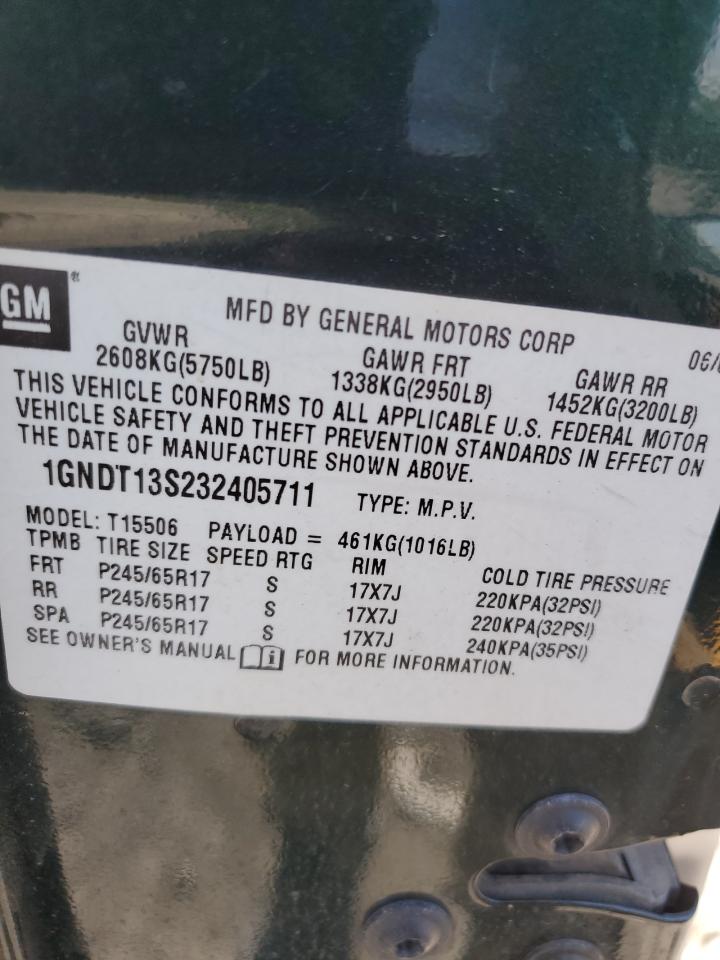 GM
MFD BY GENERAL MOTORS CORP
GVWR GAWR FRT GAWR RR
2608KG(5750LB) 1338KG(2950LB) 1452KG(3200LB)
THIS VEHICLE CONFORMS TO ALL APPLICABLE U.S. FEDERAL MOTOR
VEHICLE SAFETY AND THEFT PREVENTION STANDARDS IN EFFECT ON
THE DATE OF MANUFACTURE SHOWN ABOVE.
1GNDT13S232405711 TYPE: M.P.V.
MODEL: T15506 PAYLOAD = 461KG(1016LB)
TPMB TIRE SIZE SPEED RTG RIM COLD TIRE PRESSURE
FRT P245/65R17 S 17X7J 220KPA(32PSI)
RR P245/65R17 S 17X7J 220KPA(32PSI)
SPA P245/65R17 S 17X7J 240KPA(35PSI)
SEE OWNER'S MANUAL FOR MORE INFORMATION.